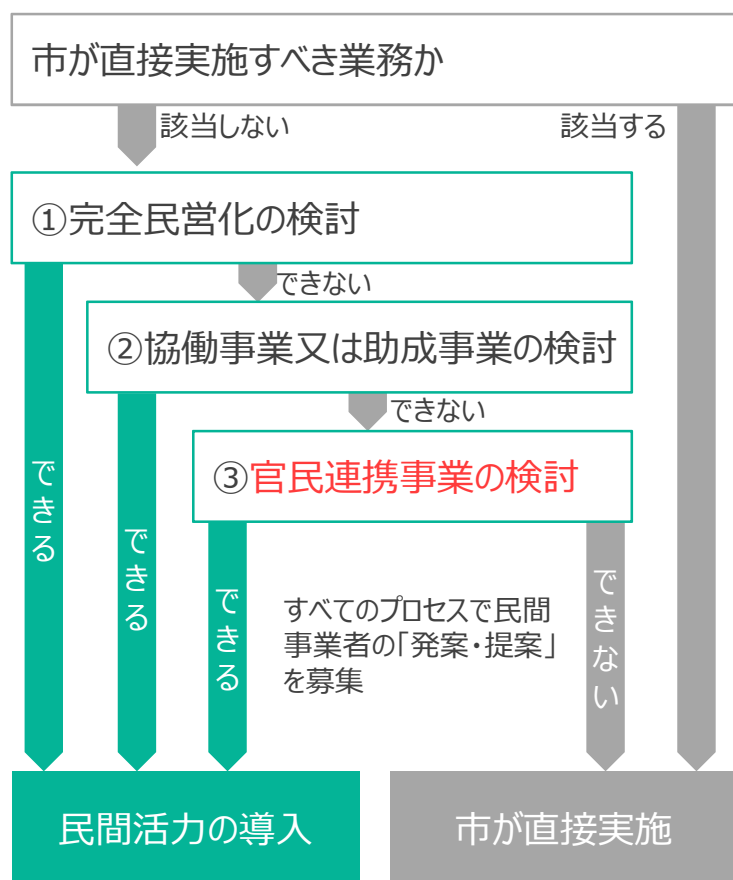 市が直接実施すべき業務か
該当しない
該当する
①完全民営化の検討
できない
②協働事業又は助成事業の検討
できない
③官民連携事業の検討
できる
できる
できる
すべてのプロセスで民間
事業者の「発案・提案」
を募集
できない
民間活力の導入
市が直接実施